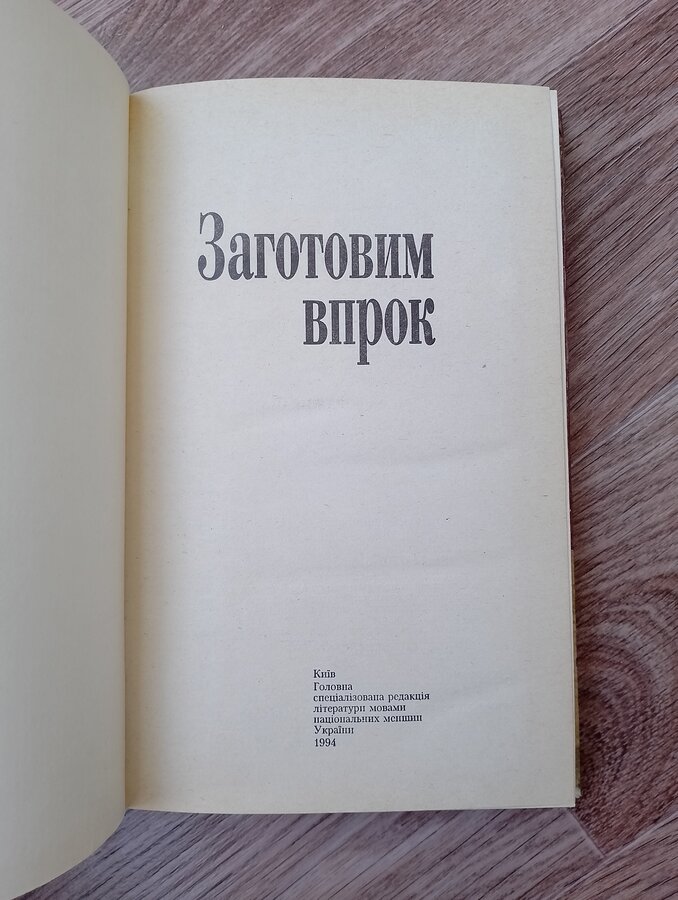 Заготовим
впрок
Київ
Головна
спеціалізована редакція
літератури мовами
національних меншин
України
1994